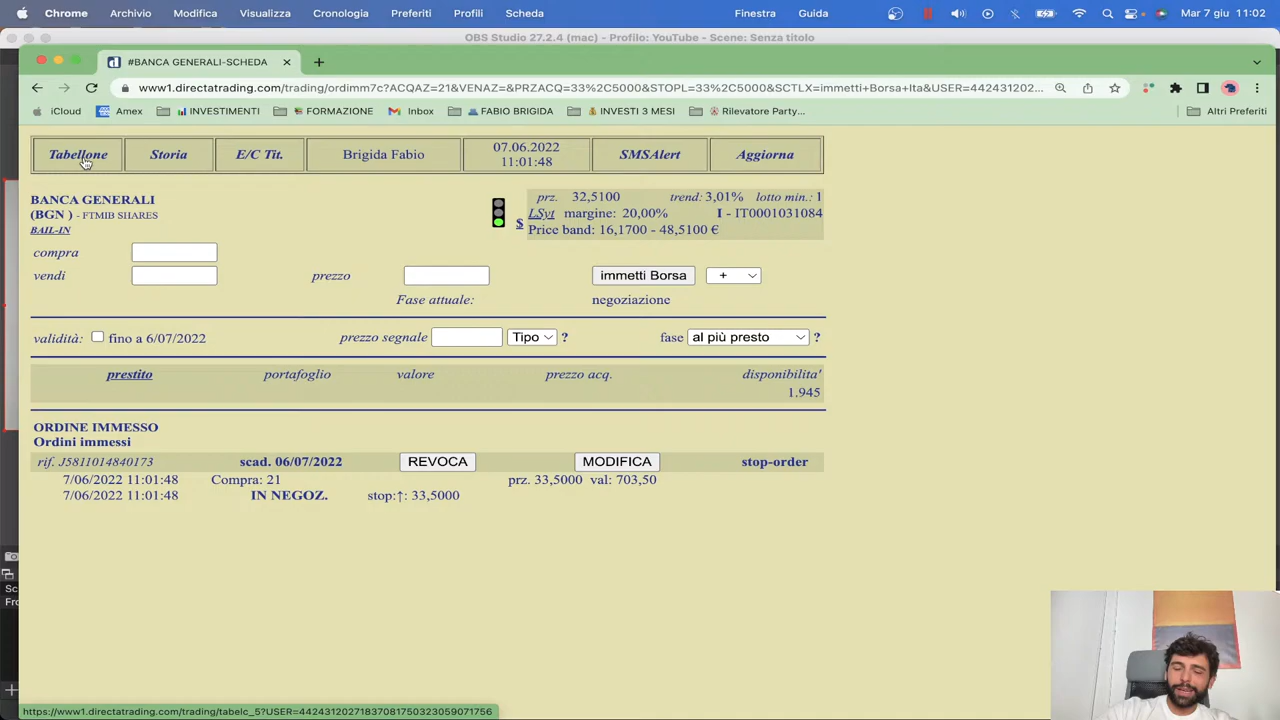 Chrome Archivio Modifica Visualizza Cronologia Preferiti Profili Scheda Finestra Guida Mar 7 giu 11:02
OBS Studio 27.2.4 (mac) - Profilo: YouTube - Scene: Senza titolo
#BANCA GENERALI-SCHEDA
www1.directatrading.com/trading/ordimm7c?ACQAZ=21&VENAZ=&PRZACQ=33%2C5000&STOPL=33%2C5000&SCTLX=immetti+Borsa+Ita&USER=442431202...
iCloud Amex INVESTIMENTI FORMAZIONE Inbox FABIO BRIGIDA INVESTI 3 MESI Rilevatore Party... Altri Preferiti
Tabellone Storia E/C Tit. Brigida Fabio 07.06.2022 11:01:48 SMSAlert Aggiorna
BANCA GENERALI prz. 32,5100 trend: 3,01% lotto min.: 1
(BGN ) - FTMIB SHARES $ LSyt margine: 20,00% I - IT0001031084
BAIL-IN Price band: 16,1700 - 48,5100 €
compra
vendi prezzo immetti Borsa +
Fase attuale: negoziazione
validità: fino a 6/07/2022 prezzo segnale Tipo ? fase al più presto ?
prestito portafoglio valore prezzo acq. disponibilita'
1.945
ORDINE IMMESSO
Ordini immessi
rif. J5811014840173 scad. 06/07/2022 REVOCA MODIFICA stop-order
7/06/2022 11:01:48 Compra: 21 prz. 33,5000 val: 703,50
7/06/2022 11:01:48 IN NEGOZ. stop:↑: 33,5000
Sc
Fro
https://www1.directatrading.com/trading/tabelc_5?USER=44243120271837081750323059071756